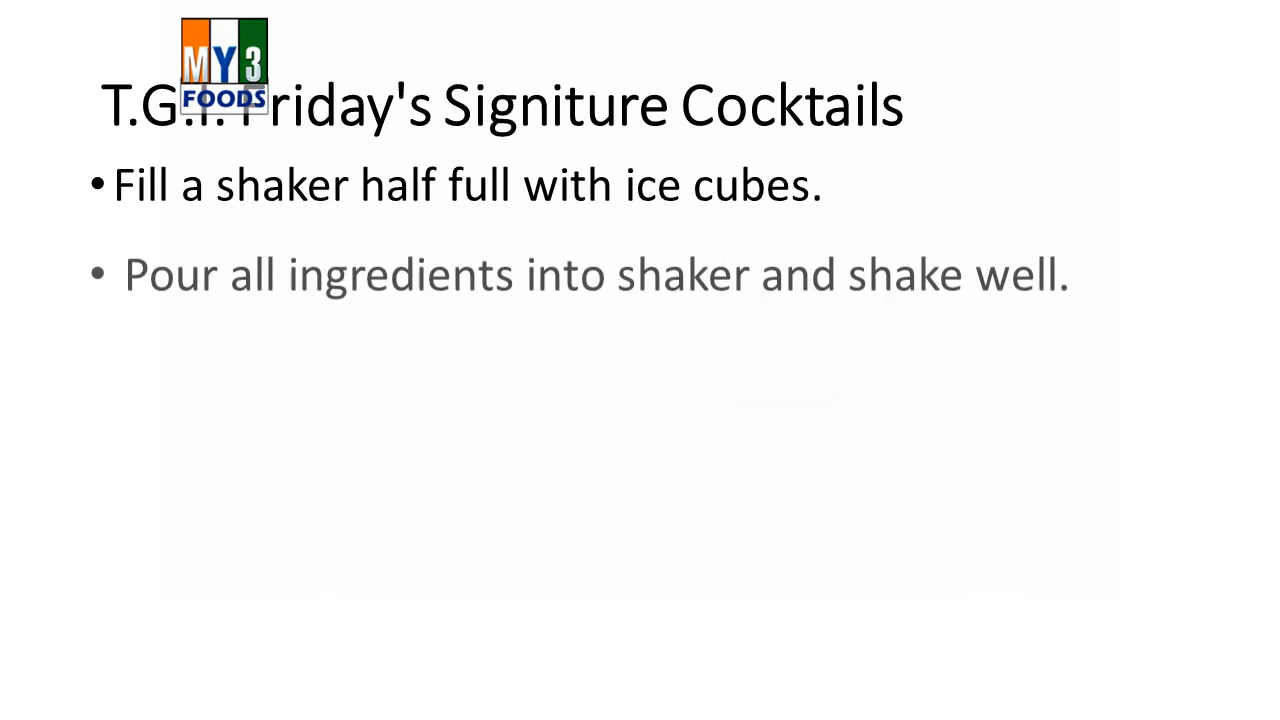 MY3
FOODS
T.G.I. Friday's Signiture Cocktails
•Fill a shaker half full with ice cubes.
• Pour all ingredients into shaker and shake well.